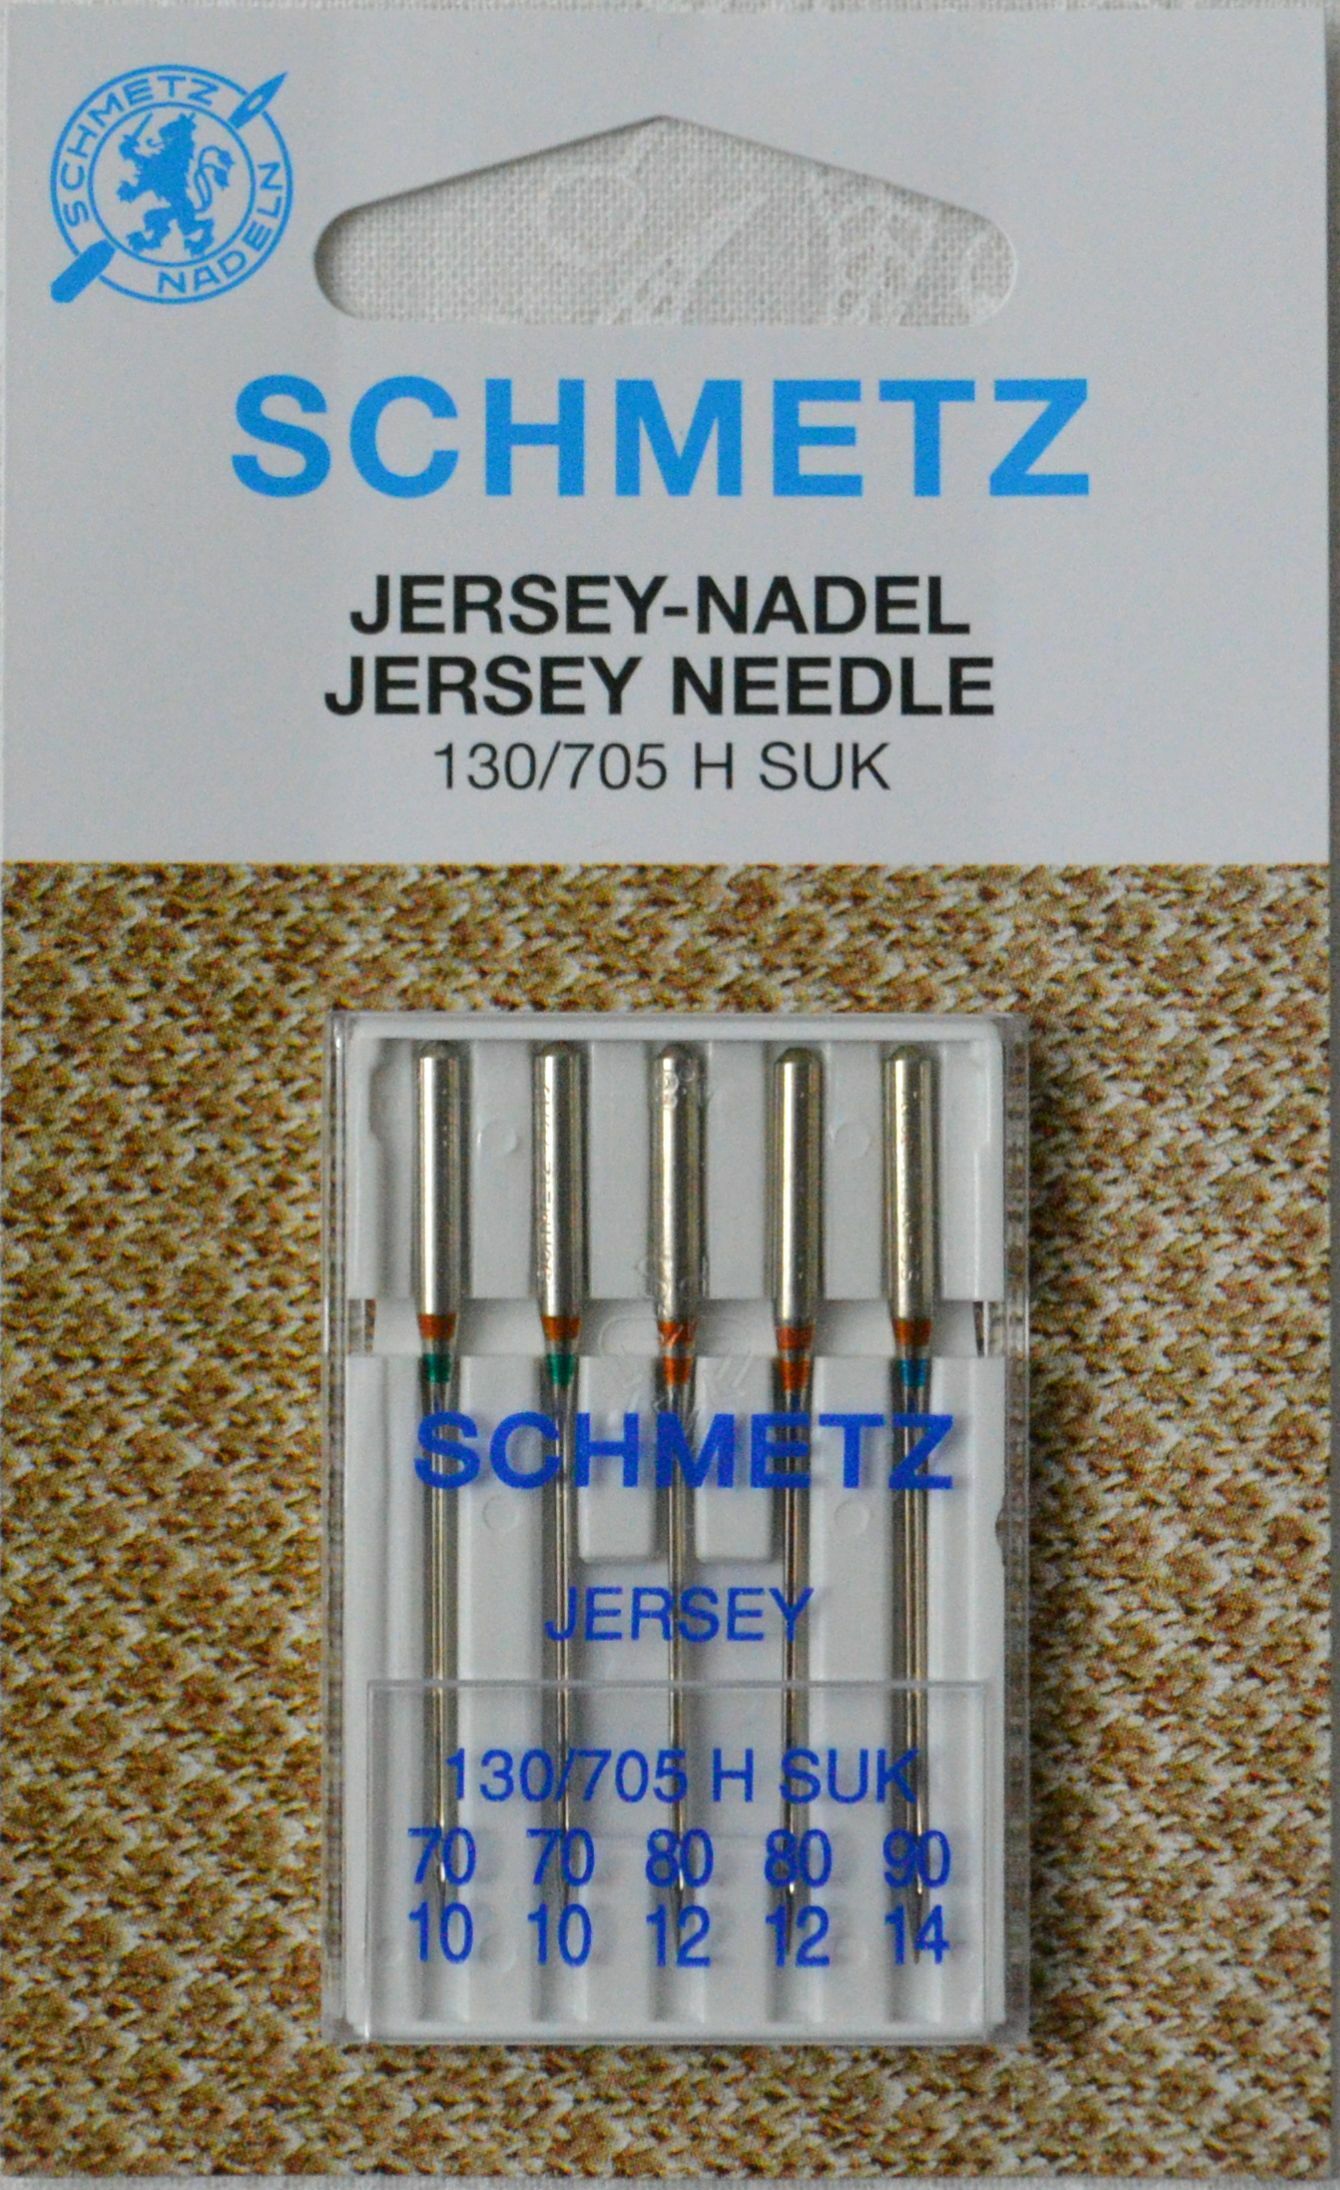 SCHMETZ
NADELN
SCHMETZ
JERSEY-NADEL
JERSEY NEEDLE
130/705 H SUK
SCHMETZ
JERSEY
130/705 H SUK
70 70 80 80 90
10 10 12 12 14